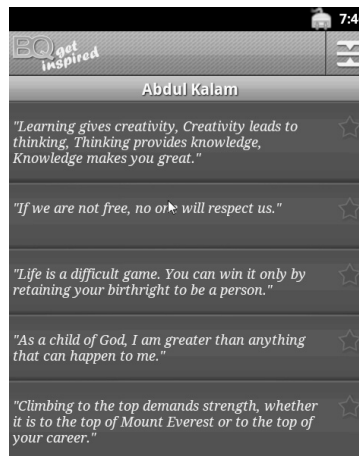 7:4
BQ get
inspired
Abdul Kalam
"Learning gives creativity, Creativity leads to
thinking, Thinking provides knowledge,
Knowledge makes you great."
"If we are not free, no one will respect us."
"Life is a difficult game. You can win it only by
retaining your birthright to be a person."
"As a child of God, I am greater than anything
that can happen to me."
"Climbing to the top demands strength, whether
it is to the top of Mount Everest or to the top of
your career."